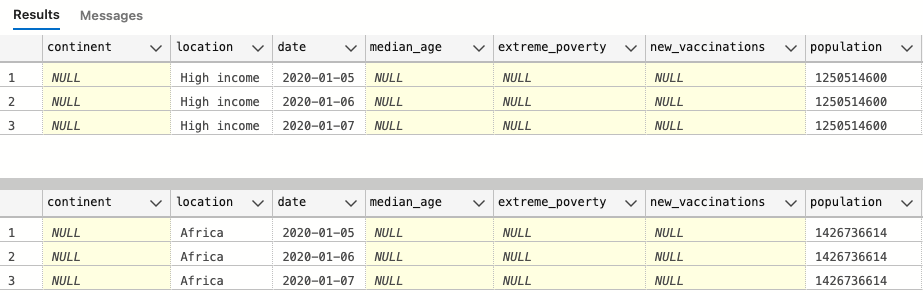 Results Messages
continent location date median_age extreme_poverty new_vaccinations population
1 NULL High income 2020-01-05 NULL NULL NULL 1250514600
2 NULL High income 2020-01-06 NULL NULL NULL 1250514600
3 NULL High income 2020-01-07 NULL NULL NULL 1250514600
continent location date median_age extreme_poverty new_vaccinations population
1 NULL Africa 2020-01-05 NULL NULL NULL 1426736614
2 NULL Africa 2020-01-06 NULL NULL NULL 1426736614
3 NULL Africa 2020-01-07 NULL NULL NULL 1426736614